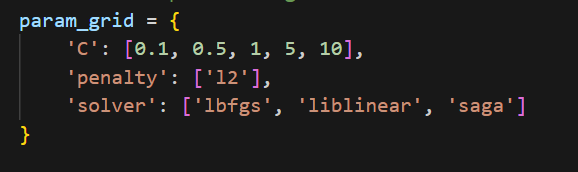 param_grid = {
    'C': [0.1, 0.5, 1, 5, 10],
    'penalty': ['l2'],
    'solver': ['lbfgs', 'liblinear', 'saga']
}